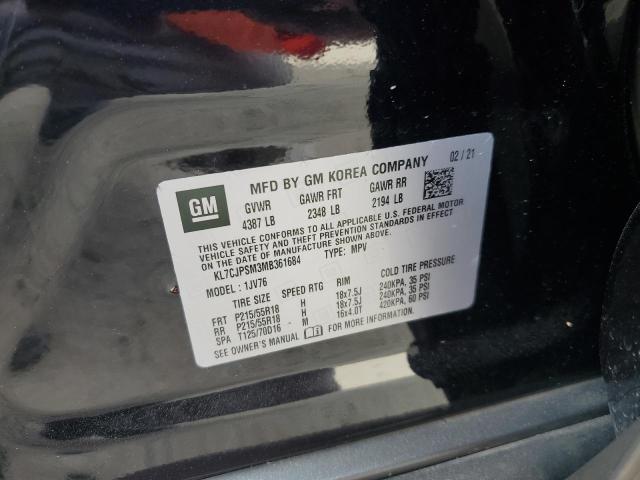 GM
MFD BY GM KOREA COMPANY 02 / 21
GVWR GAWR FRT GAWR RR
4387 LB 2348 LB 2194 LB
THIS VEHICLE CONFORMS TO ALL APPLICABLE U.S. FEDERAL MOTOR
VEHICLE SAFETY AND THEFT PREVENTION STANDARDS IN EFFECT
ON THE DATE OF MANUFACTURE SHOWN ABOVE.
KL7CJPSM3MB361684 TYPE: MPV
MODEL : 1JV76
TIRE SIZE SPEED RTG RIM COLD TIRE PRESSURE
FRT P215/55R18 H 18x7.5J 240KPA, 35 PSI
RR P215/55R18 H 18x7.5J 240KPA, 35 PSI
SPA T125/70D16 M 16x4.0T 420KPA, 60 PSI
SEE OWNER'S MANUAL FOR MORE INFORMATION.